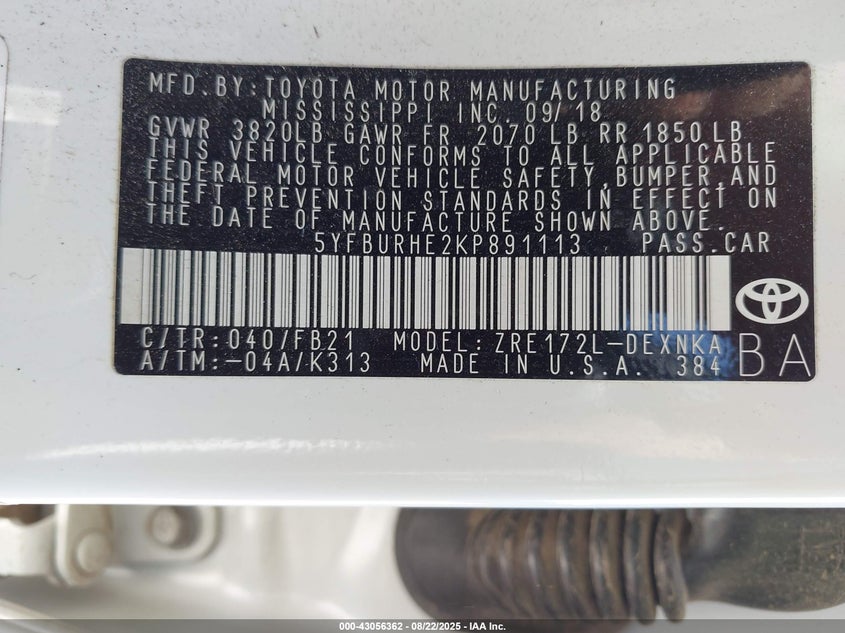 MFD.BY:TOYOTA MOTOR MANUFACTURING
MISSISSIPPI INC. 09/18
GVWR 3820LB GAWR FR 2070 LB RR 1850 LB
THIS VEHICLE CONFORMS TO ALL APPLICABLE
FEDERAL MOTOR VEHICLE SAFETY,BUMPER,AND
THEFT PREVENTION STANDARDS IN EFFECT ON
THE DATE OF MANUFACTURE SHOWN ABOVE.
5YFBURHE2KP891113 PASS.CAR
C/TR:040/FB21 MODEL:ZRE172L-DEXNKA
A/TM:-04A/K313 MADE IN U.S.A. 384 BA
000-43056362 - 08/22/2025 - IAA Inc.